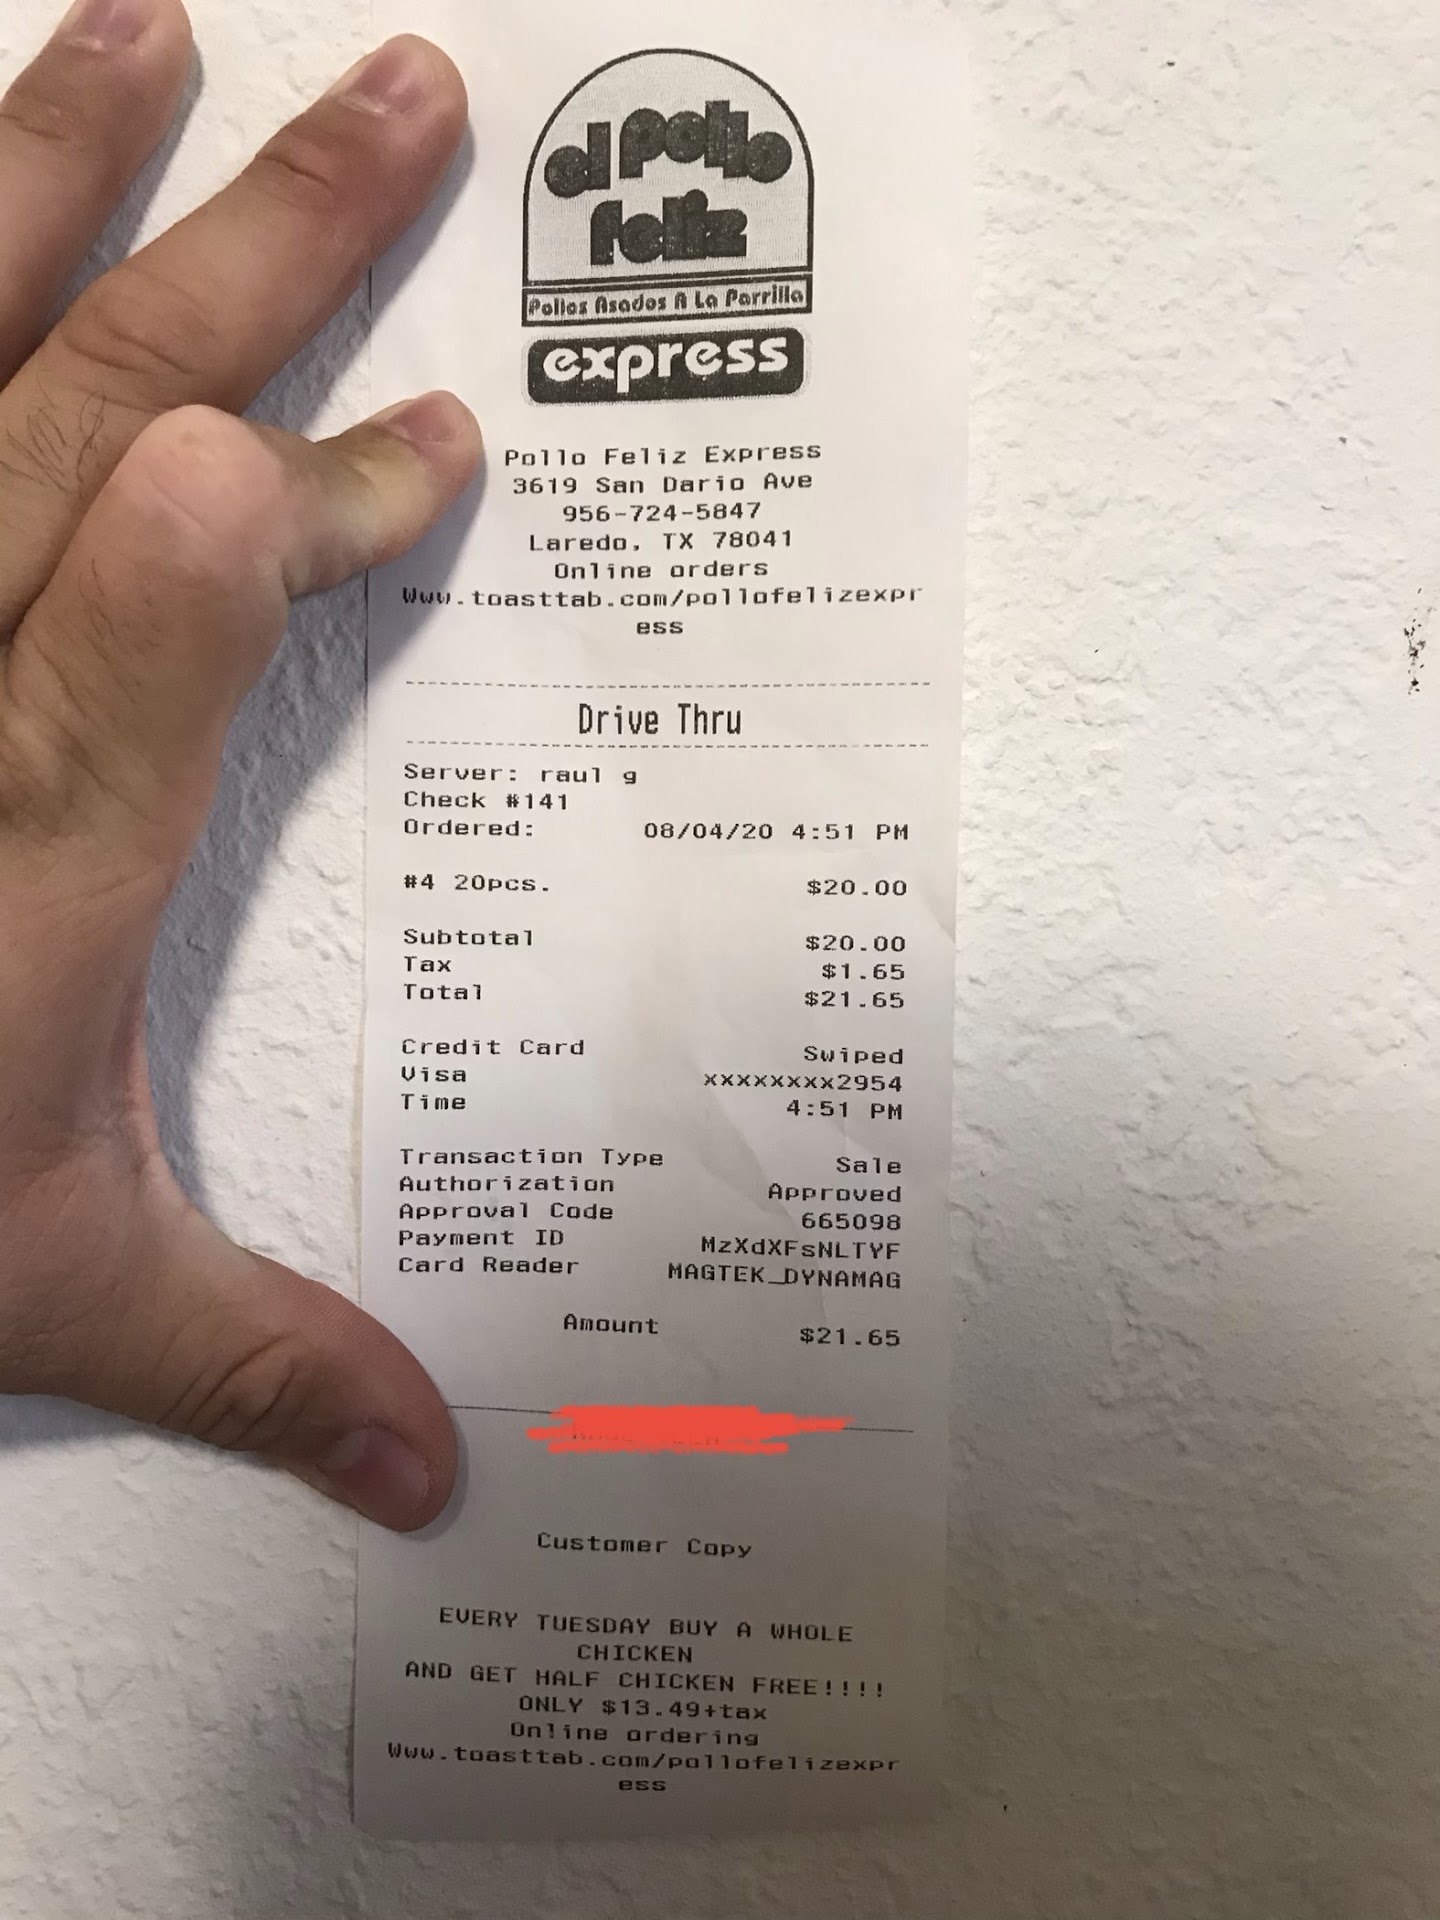 el pollo
feliz
Pollos Asados A La Parrilla
express
Pollo Feliz Express
3619 San Dario Ave
956-724-5847
Laredo, TX 78041
Online orders
Www.toasttab.com/pollofelizexpr
ess
Drive Thru
Server: raul g
Check #141
Ordered: 08/04/20 4:51 PM
#4 20pcs. $20.00
Subtotal $20.00
Tax $1.65
Total $21.65
Credit Card Swiped
Visa xxxxxxxx2954
Time 4:51 PM
Transaction Type Sale
Authorization Approved
Approval Code 665098
Payment ID MzXdXFsNLTYF
Card Reader MAGTEK_DYNAMAG
Amount $21.65
Customer Copy
EVERY TUESDAY BUY A WHOLE
CHICKEN
AND GET HALF CHICKEN FREE!!!!
ONLY $13.49+tax
Online ordering
Www.toasttab.com/pollofelizexpr
ess